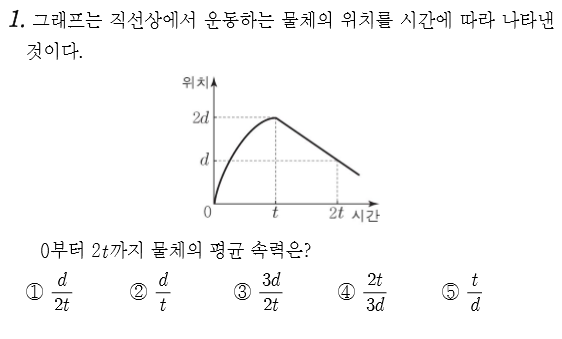 1. 그래프는 직선상에서 운동하는 물체의 위치를 시간에 따라 나타낸
것이다.
위치
2d
d
0 t 2t 시간
0부터 2t까지 물체의 평균 속력은?
① d/2t ② d/t ③ 3d/2t ④ 2t/3d ⑤ t/d